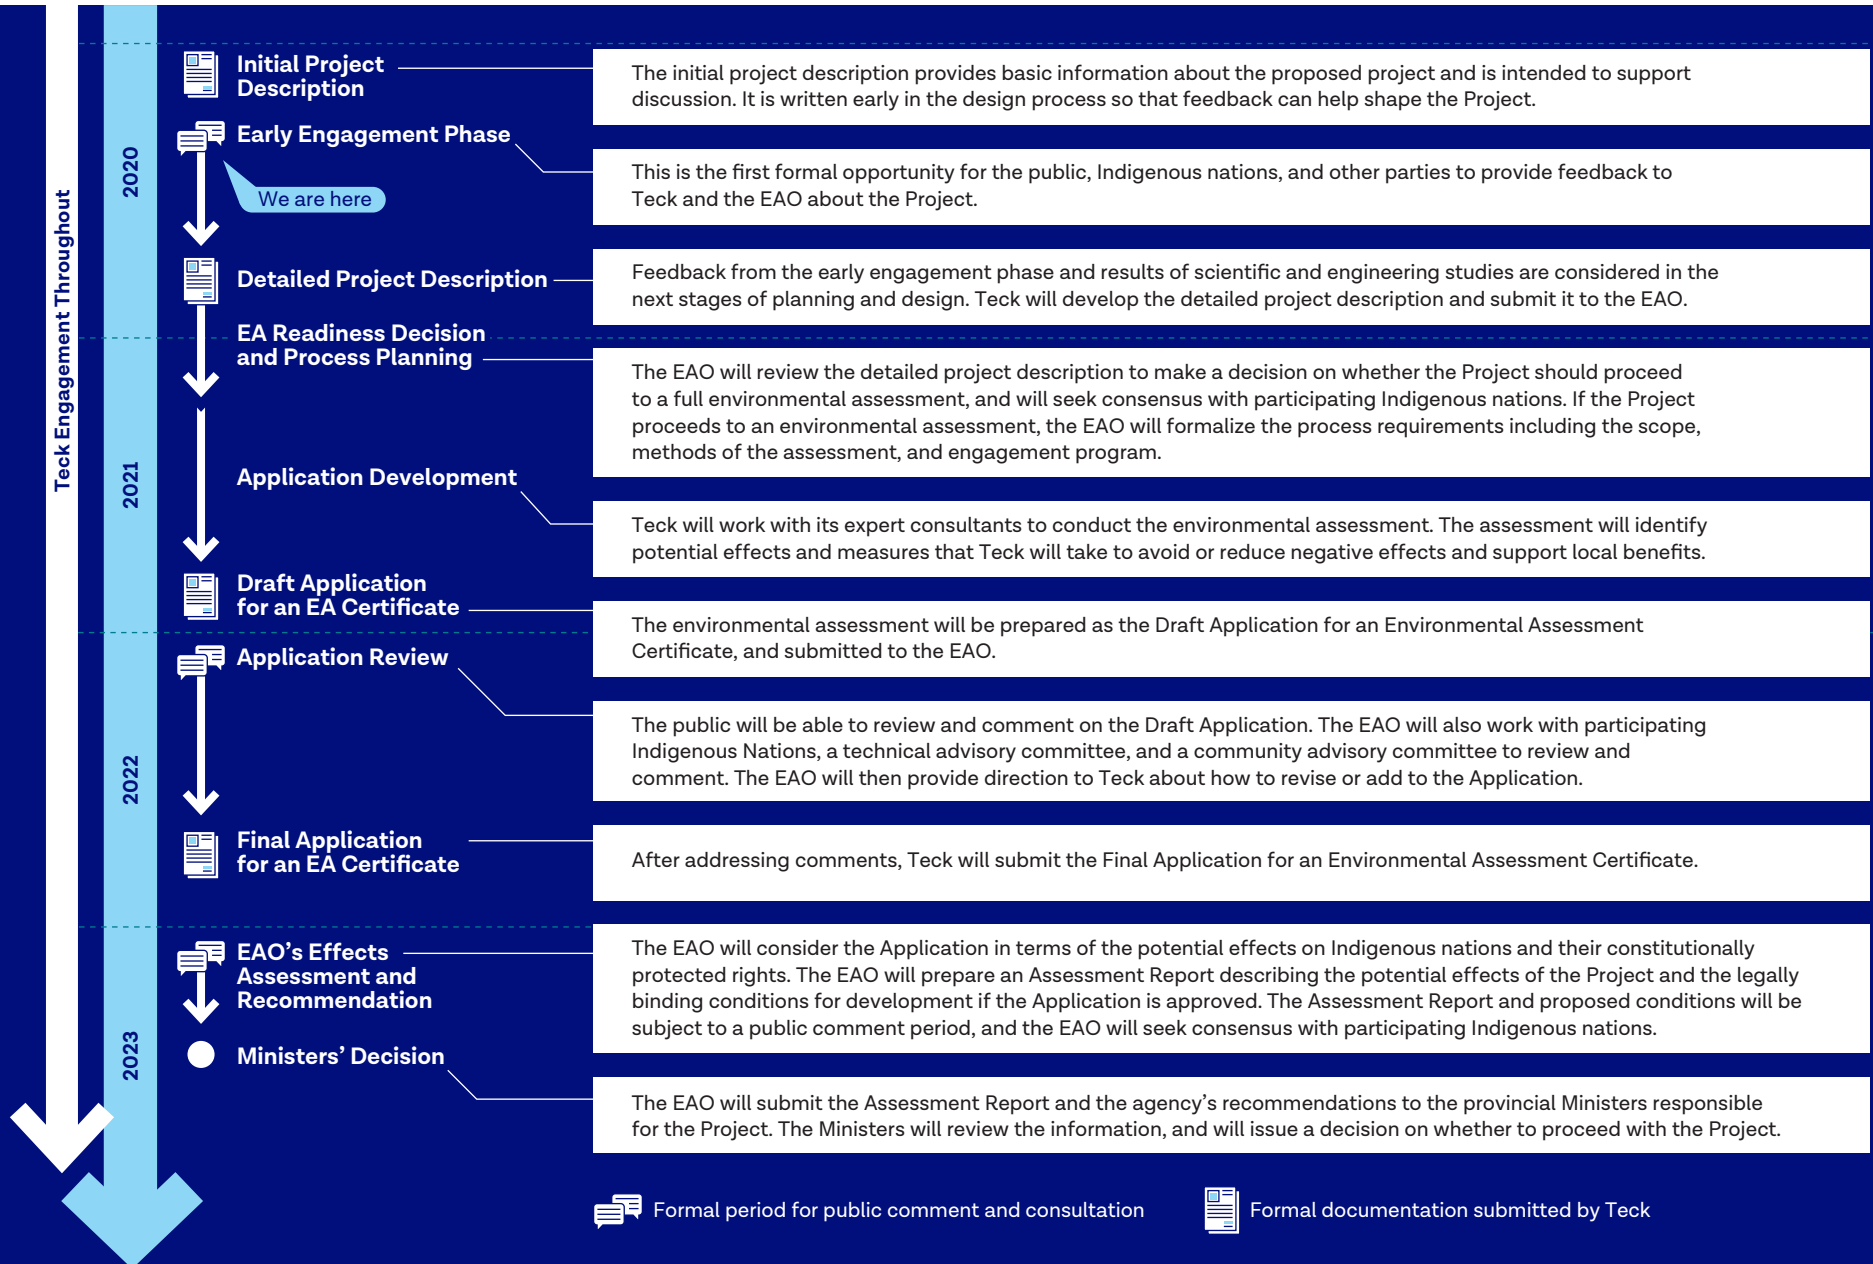 Teck Engagement Throughout
2020
Initial Project
Description
The initial project description provides basic information about the proposed project and is intended to support
discussion. It is written early in the design process so that feedback can help shape the Project.
Early Engagement Phase
We are here
This is the first formal opportunity for the public, Indigenous nations, and other parties to provide feedback to
Teck and the EAO about the Project.
Detailed Project Description
Feedback from the early engagement phase and results of scientific and engineering studies are considered in the
next stages of planning and design. Teck will develop the detailed project description and submit it to the EAO.
2021
EA Readiness Decision
and Process Planning
The EAO will review the detailed project description to make a decision on whether the Project should proceed
to a full environmental assessment, and will seek consensus with participating Indigenous nations. If the Project
proceeds to an environmental assessment, the EAO will formalize the process requirements including the scope,
methods of the assessment, and engagement program.
Application Development
Teck will work with its expert consultants to conduct the environmental assessment. The assessment will identify
potential effects and measures that Teck will take to avoid or reduce negative effects and support local benefits.
Draft Application
for an EA Certificate
The environmental assessment will be prepared as the Draft Application for an Environmental Assessment
Certificate, and submitted to the EAO.
2022
Application Review
The public will be able to review and comment on the Draft Application. The EAO will also work with participating
Indigenous Nations, a technical advisory committee, and a community advisory committee to review and
comment. The EAO will then provide direction to Teck about how to revise or add to the Application.
Final Application
for an EA Certificate
After addressing comments, Teck will submit the Final Application for an Environmental Assessment Certificate.
2023
EAO’s Effects
Assessment and
Recommendation
The EAO will consider the Application in terms of the potential effects on Indigenous nations and their constitutionally
protected rights. The EAO will prepare an Assessment Report describing the potential effects of the Project and the legally
binding conditions for development if the Application is approved. The Assessment Report and proposed conditions will be
subject to a public comment period, and the EAO will seek consensus with participating Indigenous nations.
Ministers’ Decision
The EAO will submit the Assessment Report and the agency’s recommendations to the provincial Ministers responsible
for the Project. The Ministers will review the information, and will issue a decision on whether to proceed with the Project.
Formal period for public comment and consultation
Formal documentation submitted by Teck